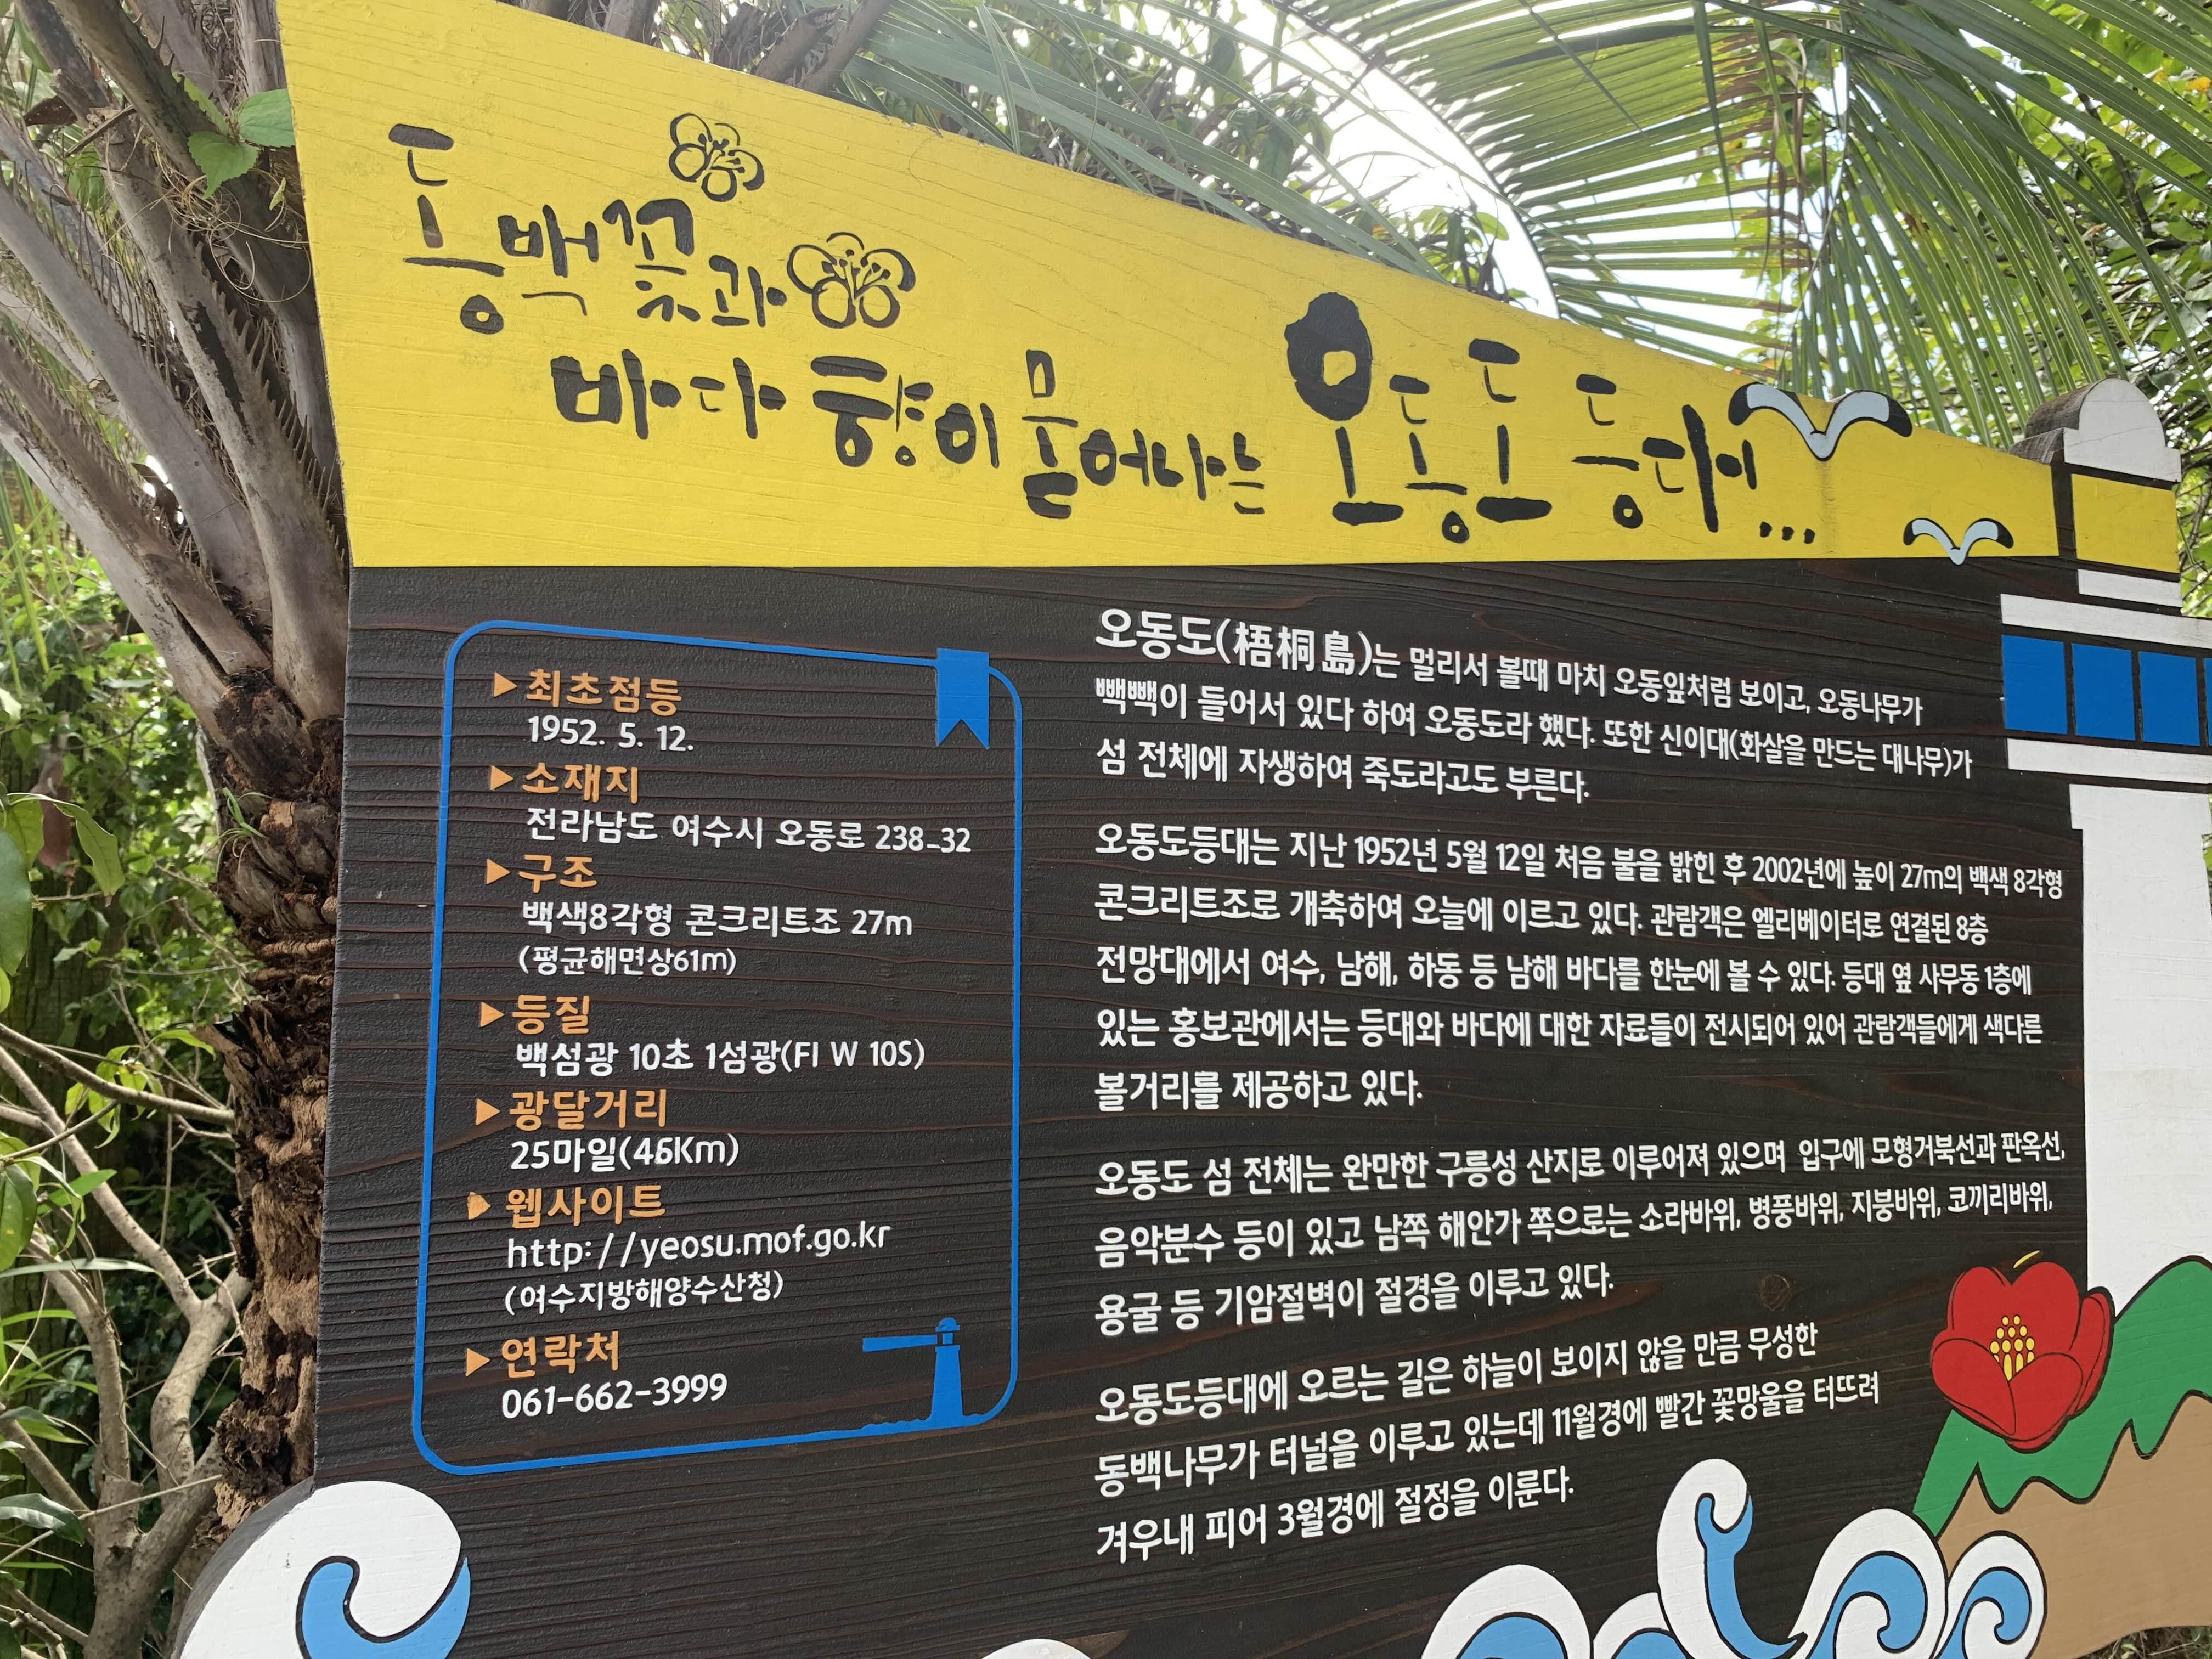 동백꽃과
바다 향이 묻어나는 오동도 등대...
▶최초점등
1952. 5. 12.
▶소재지
전라남도 여수시 오동로 238-32
▶구조
백색8각형 콘크리트조 27m
(평균해면상61m)
▶등질
백섬광 10초 1섬광(Fl W 10S)
▶광달거리
25마일(46Km)
▶웹사이트
http://yeosu.mof.go.kr
(여수지방해양수산청)
▶연락처
061-662-3999
오동도(梧桐島)는 멀리서 볼때 마치 오동잎처럼 보이고, 오동나무가
빽빽이 들어서 있다 하여 오동도라 했다. 또한 신이대(화살을 만드는 대나무)가
섬 전체에 자생하여 죽도라고도 부른다.
오동도등대는 지난 1952년 5월 12일 처음 불을 밝힌 후 2002년에 높이 27m의 백색 8각형
콘크리트조로 개축하여 오늘에 이르고 있다. 관람객은 엘리베이터로 연결된 8층
전망대에서 여수, 남해, 하동 등 남해 바다를 한눈에 볼 수 있다. 등대 옆 사무동 1층에
있는 홍보관에서는 등대와 바다에 대한 자료들이 전시되어 있어 관람객들에게 색다른
볼거리를 제공하고 있다.
오동도 섬 전체는 완만한 구릉성 산지로 이루어져 있으며 입구에 모형거북선과 판옥선,
음악분수 등이 있고 남쪽 해안가 쪽으로는 소라바위, 병풍바위, 지붕바위, 코끼리바위,
용굴 등 기암절벽이 절경을 이루고 있다.
오동도등대에 오르는 길은 하늘이 보이지 않을 만큼 무성한
동백나무가 터널을 이루고 있는데 11월경에 빨간 꽃망울을 터뜨려
겨우내 피어 3월경에 절정을 이룬다.